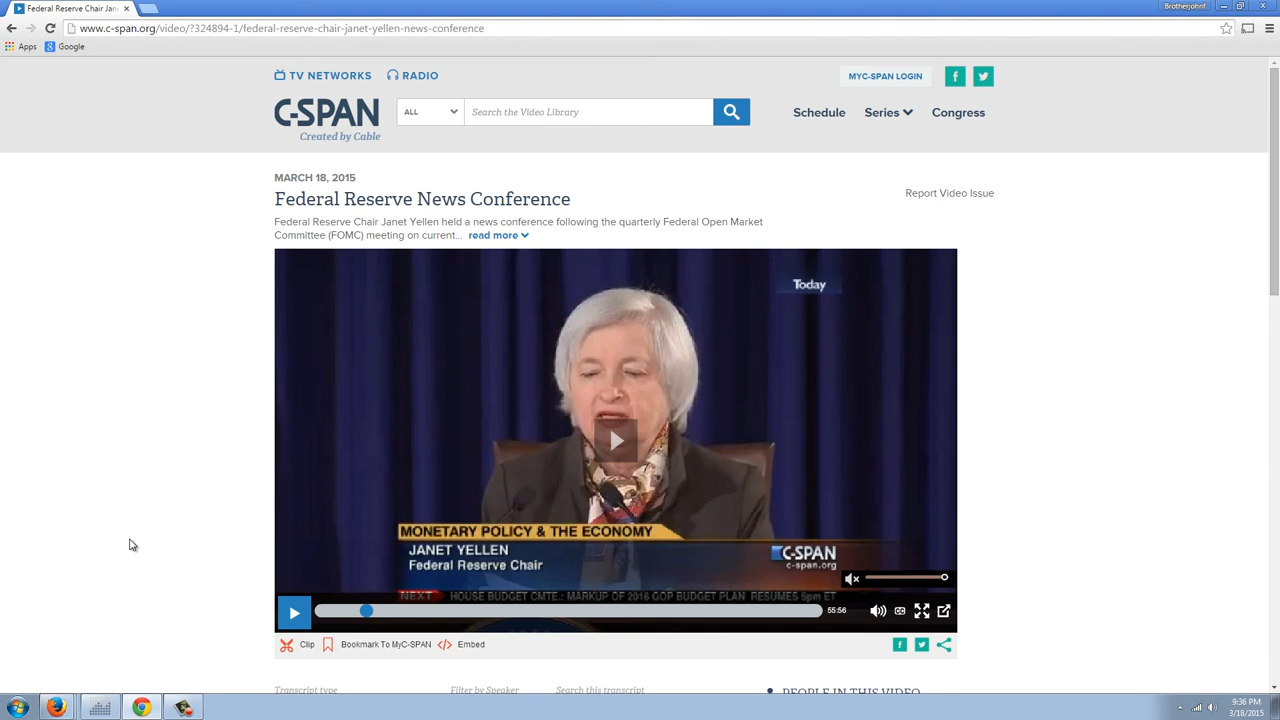 Federal Reserve Chair Jan
Brotherjohnf
www.c-span.org/video/?324894-1/federal-reserve-chair-janet-yellen-news-conference
Apps Google
TV NETWORKS RADIO
MYC-SPAN LOGIN
C-SPAN
Created by Cable
ALL
Search the Video Library
Schedule Series Congress
MARCH 18, 2015
Federal Reserve News Conference
Report Video Issue
Federal Reserve Chair Janet Yellen held a news conference following the quarterly Federal Open Market
Committee (FOMC) meeting on current... read more
Today
MONETARY POLICY & THE ECONOMY
JANET YELLEN
Federal Reserve Chair
C-SPAN
c-span.org
NEXT HOUSE BUDGET CMTE.: MARKUP OF 2016 GOP BUDGET PLAN RESUMES 5pm ET
55:56
CC
Clip Bookmark To MyC-SPAN Embed
Transcript type Filter by Speaker Search this transcript
PEOPLE IN THIS VIDEO
9:36 PM
3/18/2015